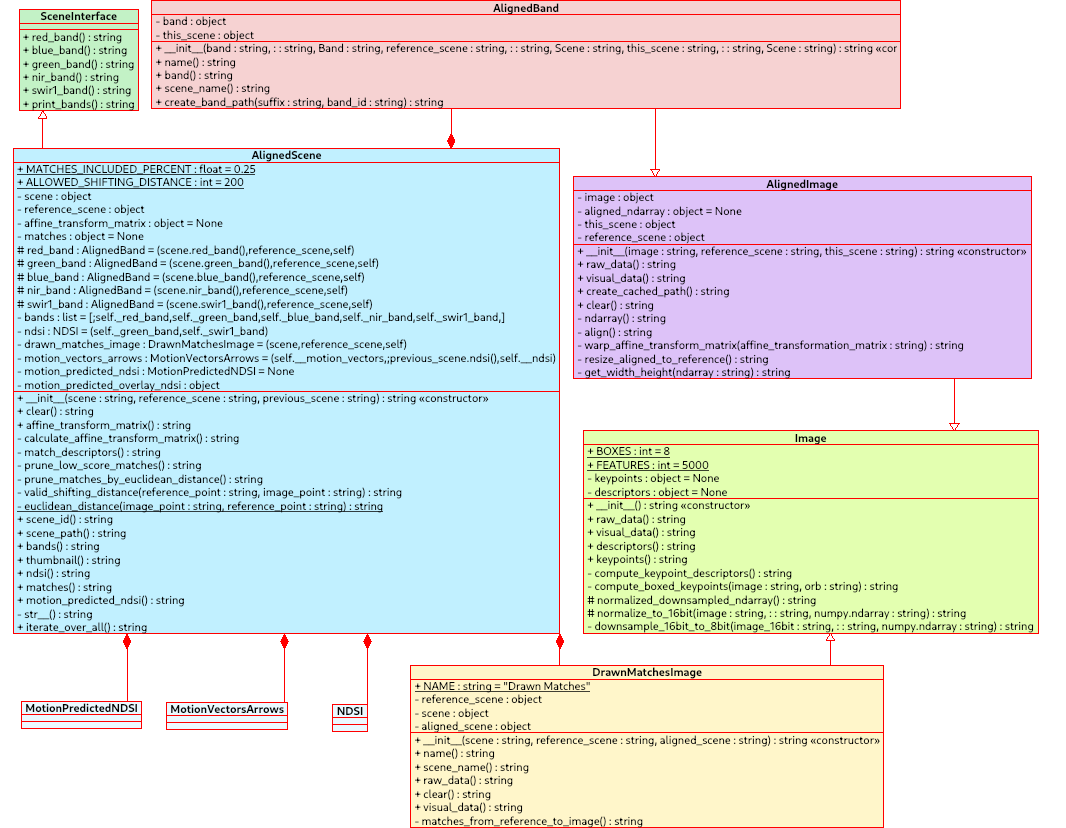 SceneInterface
+ red_band() : string
+ blue_band() : string
+ green_band() : string
+ nir_band() : string
+ swir1_band() : string
+ print_bands() : string
AlignedBand
- band : object
- this_scene : object
+ __init__(band : string, : : string, Band : string, reference_scene : string, : : string, Scene : string, this_scene : string, : : string, Scene : string) : string «cor
+ name() : string
+ band() : string
+ scene_name() : string
+ create_band_path(suffix : string, band_id : string) : string
AlignedScene
+ MATCHES_INCLUDED_PERCENT : float = 0.25
+ ALLOWED_SHIFTING_DISTANCE : int = 200
- scene : object
- reference_scene : object
- affine_transform_matrix : object = None
- matches : object = None
# red_band : AlignedBand = (scene.red_band(),reference_scene,self)
# green_band : AlignedBand = (scene.green_band(),reference_scene,self)
# blue_band : AlignedBand = (scene.blue_band(),reference_scene,self)
# nir_band : AlignedBand = (scene.nir_band(),reference_scene,self)
# swir1_band : AlignedBand = (scene.swir1_band(),reference_scene,self)
- bands : list = [;self._red_band,self._green_band,self._blue_band,self._nir_band,self._swir1_band,]
- ndsi : NDSI = (self._green_band,self._swir1_band)
- drawn_matches_image : DrawnMatchesImage = (scene,reference_scene,self)
- motion_vectors_arrows : MotionVectorsArrows = (self.__motion_vectors,;previous_scene.ndsi(),self.__ndsi)
- motion_predicted_ndsi : MotionPredictedNDSI = None
- motion_predicted_overlay_ndsi : object
+ __init__(scene : string, reference_scene : string, previous_scene : string) : string «constructor»
+ clear() : string
+ affine_transform_matrix() : string
- calculate_affine_transform_matrix() : string
- match_descriptors() : string
- prune_low_score_matches() : string
- prune_matches_by_euclidean_distance() : string
- valid_shifting_distance(reference_point : string, image_point : string) : string
- euclidean_distance(image_point : string, reference_point : string) : string
+ scene_id() : string
+ scene_path() : string
+ bands() : string
+ thumbnail() : string
+ ndsi() : string
+ matches() : string
+ motion_predicted_ndsi() : string
- str__() : string
+ iterate_over_all() : string
AlignedImage
- image : object
- aligned_ndarray : object = None
- this_scene : object
- reference_scene : object
+ __init__(image : string, reference_scene : string, this_scene : string) : string «constructor»
+ raw_data() : string
+ visual_data() : string
+ create_cached_path() : string
+ clear() : string
- ndarray() : string
- align() : string
- warp_affine_transform_matrix(affine_transformation_matrix : string) : string
- resize_aligned_to_reference() : string
- get_width_height(ndarray : string) : string
Image
+ BOXES : int = 8
+ FEATURES : int = 5000
- keypoints : object = None
- descriptors : object = None
+ __init__() : string «constructor»
+ raw_data() : string
+ visual_data() : string
+ descriptors() : string
+ keypoints() : string
- compute_keypoint_descriptors() : string
- compute_boxed_keypoints(image : string, orb : string) : string
# normalized_downsampled_ndarray() : string
# normalize_to_16bit(image : string, : : string, numpy.ndarray : string) : string
- downsample_16bit_to_8bit(image_16bit : string, : : string, numpy.ndarray : string) : string
MotionPredictedNDSI
MotionVectorsArrows
NDSI
DrawnMatchesImage
+ NAME : string = "Drawn Matches"
- reference_scene : object
- scene : object
- aligned_scene : object
+ __init__(scene : string, reference_scene : string, aligned_scene : string) : string «constructor»
+ name() : string
+ scene_name() : string
+ raw_data() : string
+ clear() : string
+ visual_data() : string
- matches_from_reference_to_image() : string